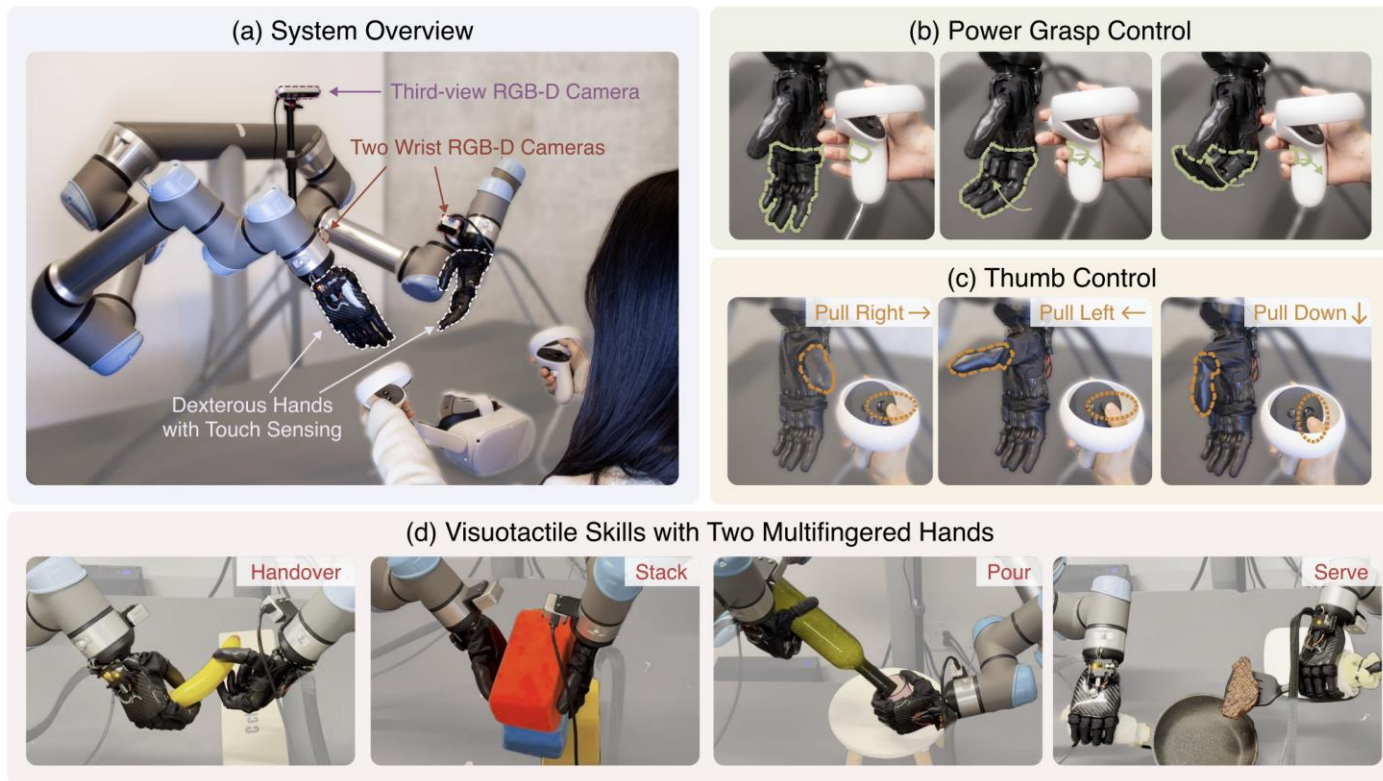 (a) System Overview
Third-view RGB-D Camera
Two Wrist RGB-D Cameras
Dexterous Hands
with Touch Sensing
(b) Power Grasp Control
(c) Thumb Control
Pull Right →
Pull Left ←
Pull Down ↓
(d) Visuotactile Skills with Two Multifingered Hands
Handover
Stack
Pour
Serve